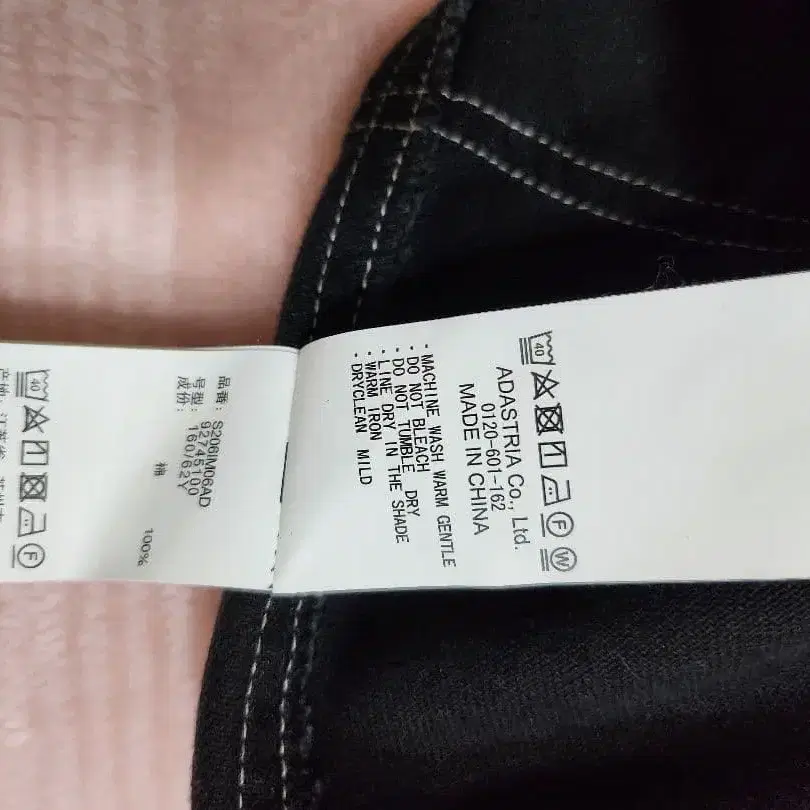 40 F W
ADASTRIA Co., Ltd.
0120-601-162
MADE IN CHINA
· MACHINE WASH WARM GENTLE
· DO NOT BLEACH
· DO NOT TUMBLE DRY
· LINE DRY IN THE SHADE
· WARM IRON
· DRYCLEAN MILD
品番: S206IM06AD
号型: 92745100
成份: 160/62Y
棉 100%
40 F